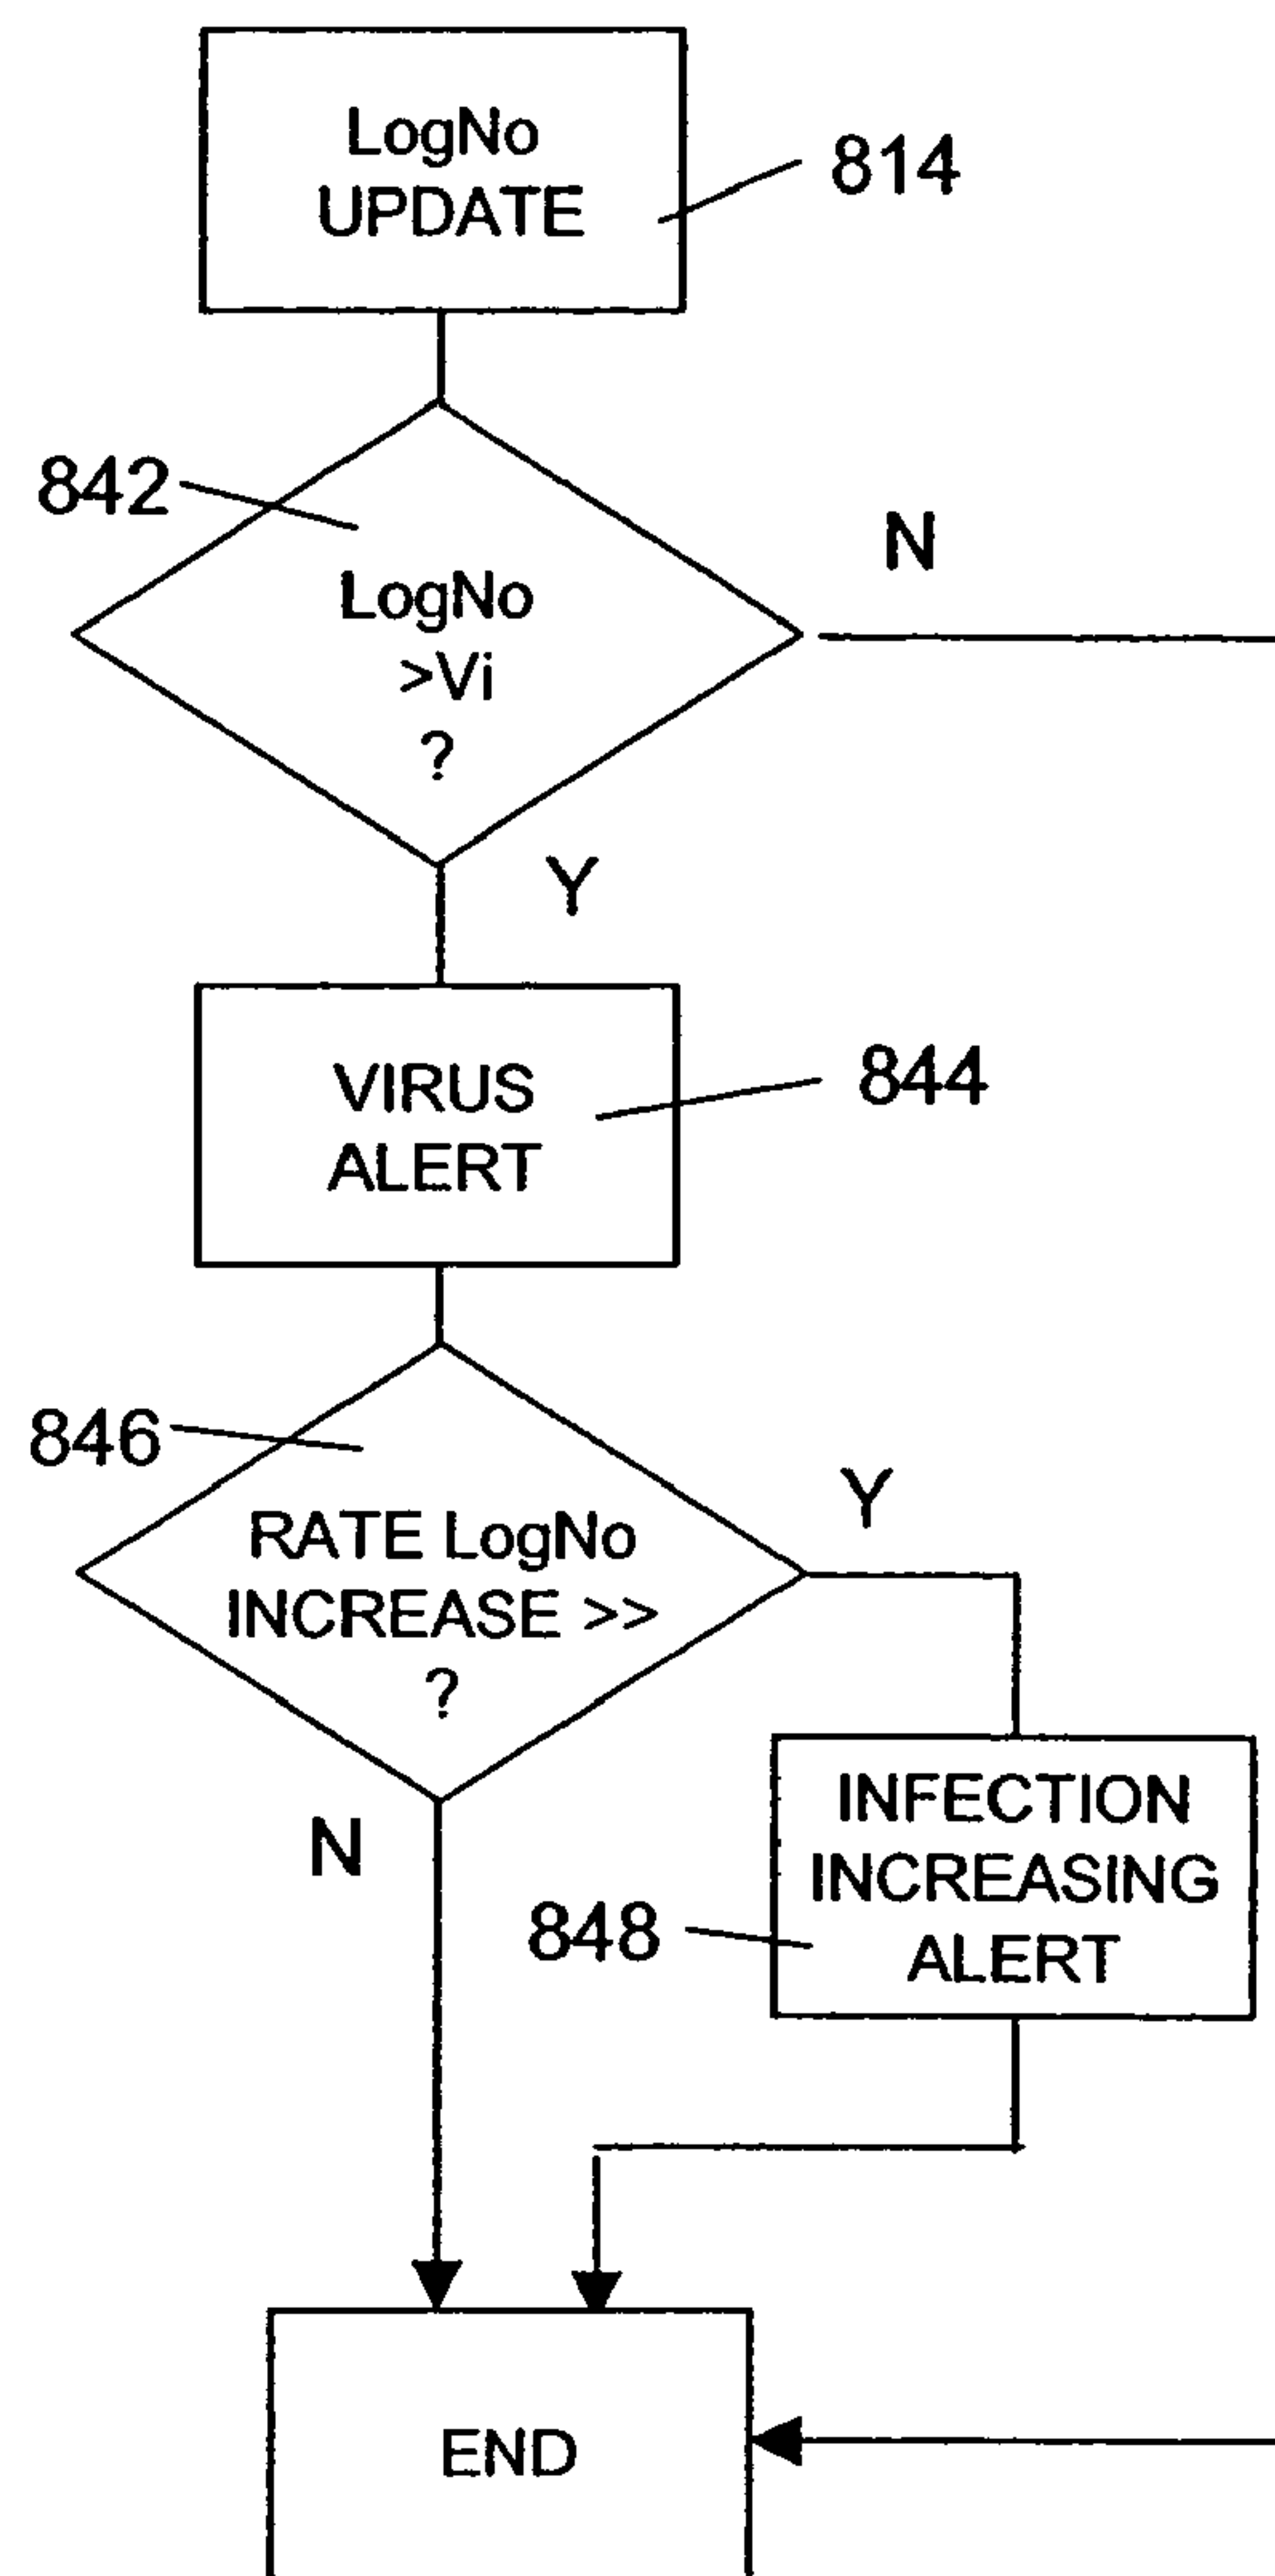 LogNo
UPDATE
814
842
N
LogNo
>Vi
?
Y
VIRUS
ALERT
844
846
Y
RATE LogNo
INCREASE >>
?
N
INFECTION
INCREASING
ALERT
848
END